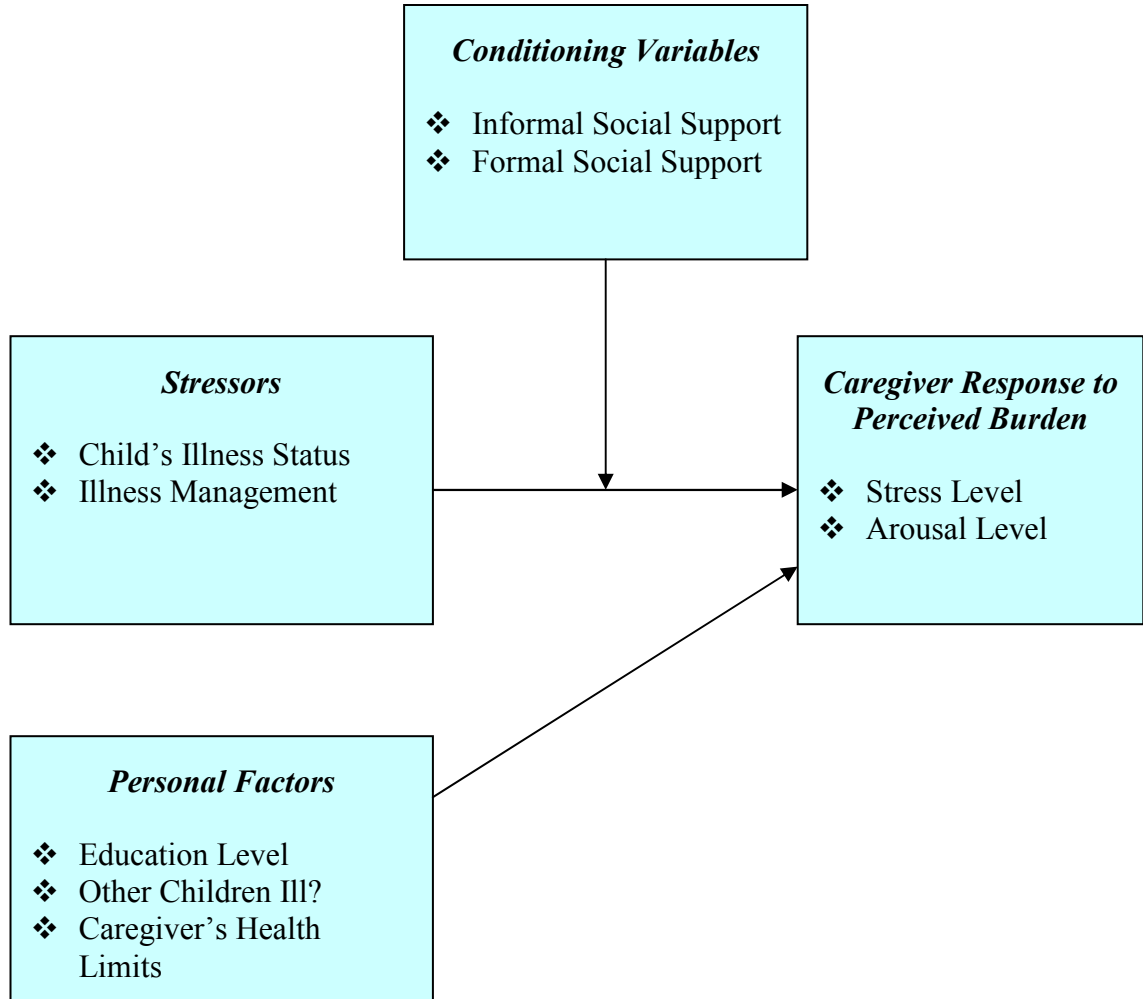 Conditioning Variables
❖ Informal Social Support
❖ Formal Social Support
Stressors
❖ Child’s Illness Status
❖ Illness Management
Caregiver Response to
Perceived Burden
❖ Stress Level
❖ Arousal Level
Personal Factors
❖ Education Level
❖ Other Children Ill?
❖ Caregiver’s Health
Limits